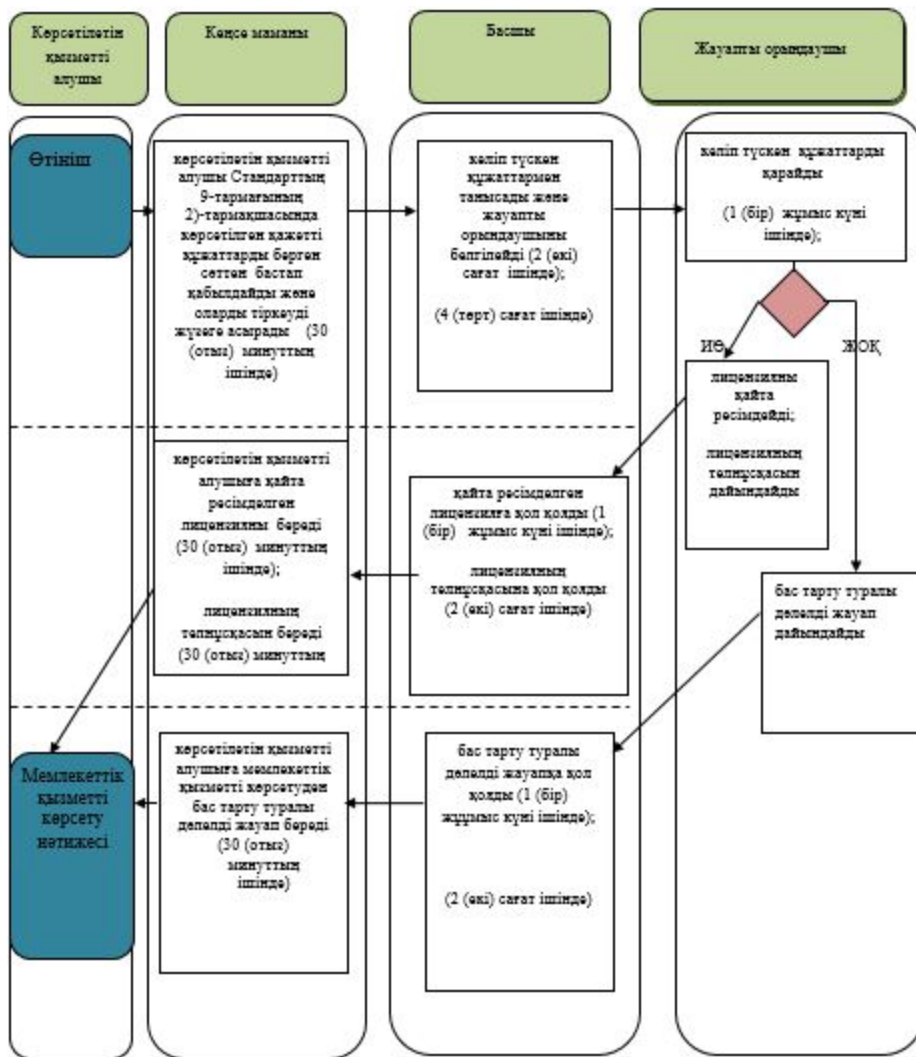 Көрсетілетін
қызметті
алушы
Кеңсе маманы
Басшы
Жауапты орындаушы
Өтініш
көрсетілетін қызметті
алушы Стандарттың
9-тармағының
2)-тармақшасында
көрсетілген қажетті
құжаттарды берген
сәттен бастап
қабылдайды және
оларды тіркеуді
жүзеге асырады (30
(отыз) минуттың
ішінде)
келіп түскен
құжаттармен
танысады және
жауапты
орындаушыны
белгілейді (2 (екі)
сағат ішінде);
(4 (төрт) сағат ішінде)
келіп түскен құжаттарды
қарайды
(1 (бір) жұмыс күні
ішінде);
ИӘ
ЖОҚ
лицензияны
қайта
ресімдейді;
лицензияның
телнұсқасын
дайындайды
көрсетілетін қызметті
алушыға қайта
ресімделген
лицензияны береді
(30 (отыз) минуттың
ішінде);
лицензияның
телнұсқасын береді
(30 (отыз) минуттың
қайта ресімделген
лицензияға қол қояды (1
(бір) жұмыс күні ішінде);
лицензияның
телнұсқасына қол қояды
(2 (екі) сағат ішінде)
бас тарту туралы
дәлелді жауап
дайындайды
Мемлекеттік
қызметті
көрсету
нәтижесі
көрсетілетін қызметті
алушыға мемлекеттік
қызметті көрсетуден
бас тарту туралы
дәлелді жауап береді
(30 (отыз)
минуттың
ішінде)
бас тарту туралы
дәлелді жауапқа қол
қояды (1 (бір)
жұұмыс күні ішінде);
(2 (екі) сағат ішінде)